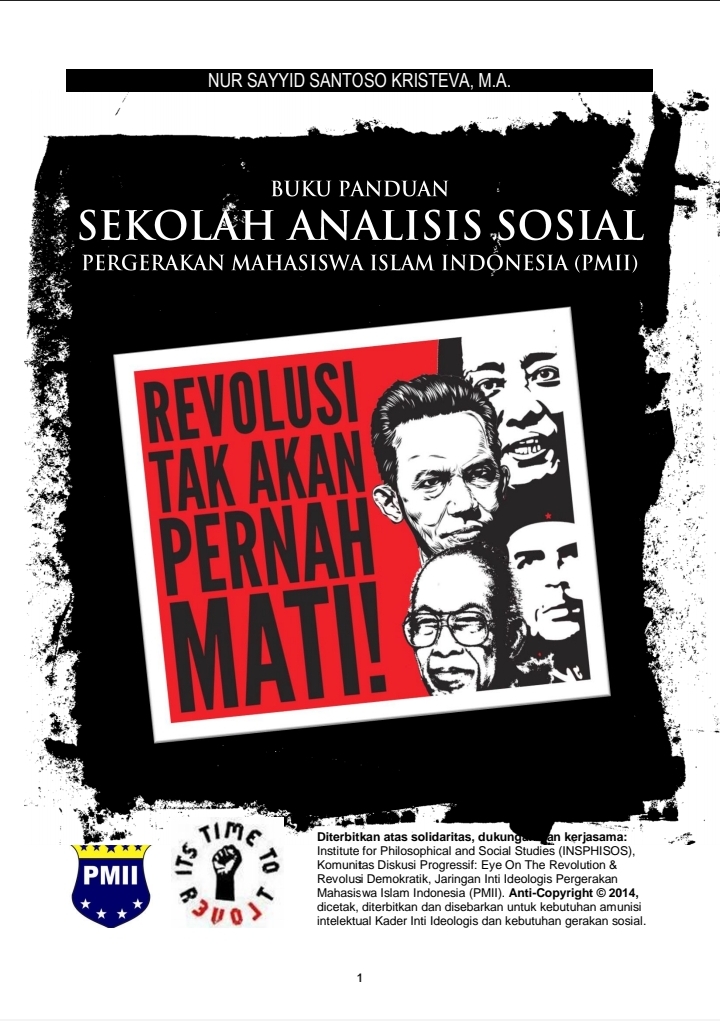 NUR SAYYID SANTOSO KRISTEVA, M.A.
BUKU PANDUAN
SEKOLAH ANALISIS SOSIAL
PERGERAKAN MAHASISWA ISLAM INDONESIA (PMII)
REVOLUSI
TAK AKAN
PERNAH
MATI!
PMII
ITS TIME TO
REVOLT
Diterbitkan atas solidaritas, kerjasama:
Institute for Philosophical and Social Studies (INSPHISOS),
Komunitas Diskusi Progressif: Eye On The Revolution &
Revolusi Demokratik, Jaringan Inti Ideologis Pergerakan
Mahasiswa Islam Indonesia (PMII). Anti-Copyright © 2014,
dicetak, diterbitkan dan disebarkan untuk kebutuhan amunisi
intelektual Kader Inti Ideologis dan kebutuhan gerakan sosial.
1